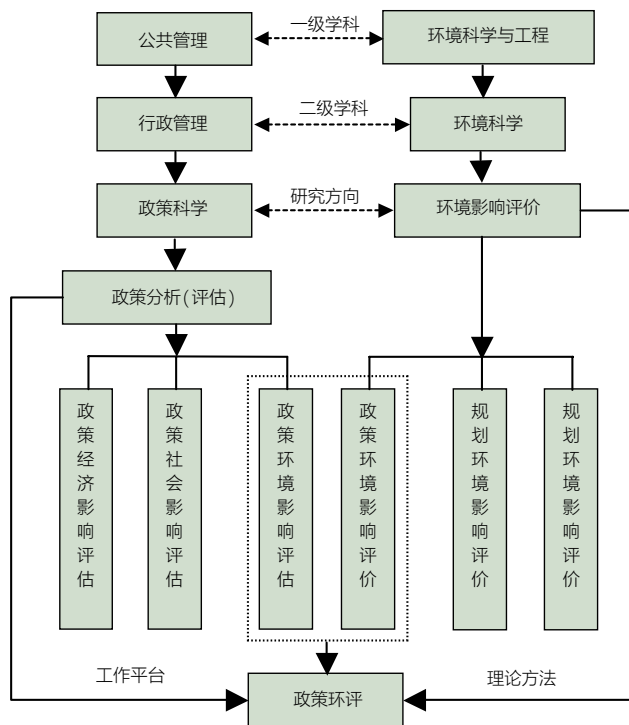 公共管理
一级学科
环境科学与工程
行政管理
二级学科
环境科学
政策科学
研究方向
环境影响评价
政策分析(评估)
政策经济影响评估
政策社会影响评估
政策环境影响评估
政策环境影响评价
规划环境影响评价
规划环境影响评价
工作平台
政策环评
理论方法